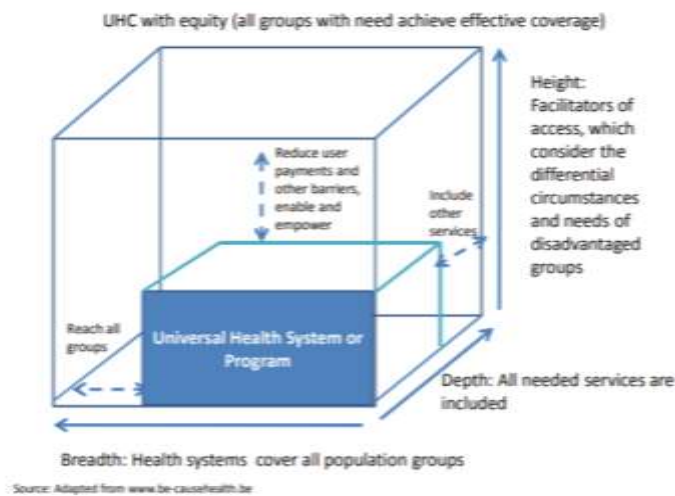 UHC with equity (all groups with need achieve effective coverage)
Height:
Facilitators of
access, which
consider the
differential
circumstances
and needs of
disadvantaged
groups
Reduce user
payments and
other barriers,
enable and
empower
Include
other
services
Reach all
groups
Universal Health System or
Program
Depth: All needed services are
included
Breadth: Health systems cover all population groups
Source: Adapted from www.be-causehealth.be